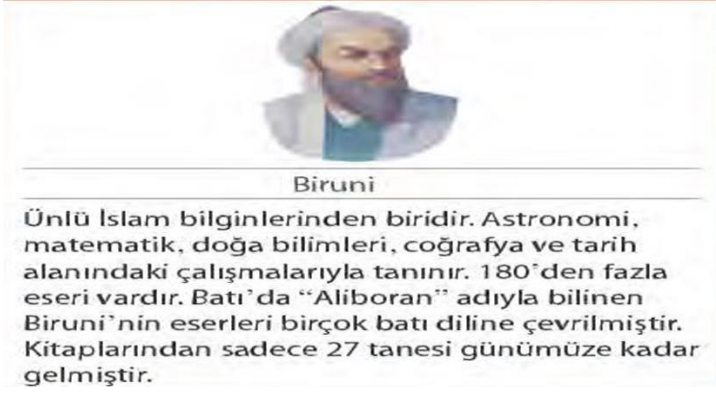 Biruni
Ünlü İslam bilginlerinden biridir. Astronomi,
matematik, doğa bilimleri, coğrafya ve tarih
alanındaki çalışmalarıyla tanınır. 180'den fazla
eseri vardır. Batı'da “Aliboran” adıyla bilinen
Biruni'nin eserleri birçok batı diline çevrilmiştir.
Kitaplarından sadece 27 tanesi günümüze kadar
gelmiştir.